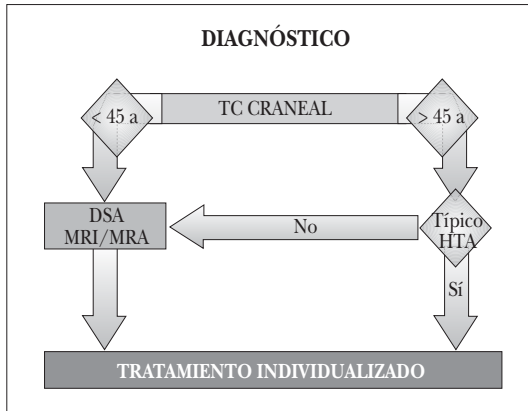 DIAGNÓSTICO
< 45 a
TC CRANEAL
> 45 a
DSA
MRI/MRA
No
Típico
HTA
Sí
TRATAMIENTO INDIVIDUALIZADO